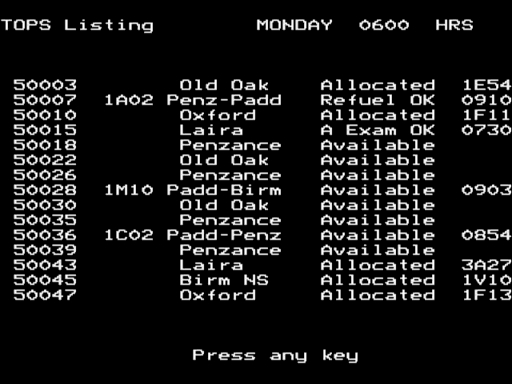 TOPS Listing MONDAY 0600 HRS
50003 Old Oak Allocated 1E54
50007 1A02 Penz-Padd Refuel OK 0910
50010 Oxford Allocated 1F11
50015 Laira A Exam OK 0730
50018 Penzance Available
50022 Old Oak Available
50026 Penzance Available
50028 1M10 Padd-Birm Available 0903
50030 Old Oak Available
50035 Penzance Available
50036 1C02 Padd-Penz Available 0854
50039 Penzance Available
50043 Laira Allocated 3A27
50045 Birm NS Allocated 1V10
50047 Oxford Allocated 1F13
Press any key